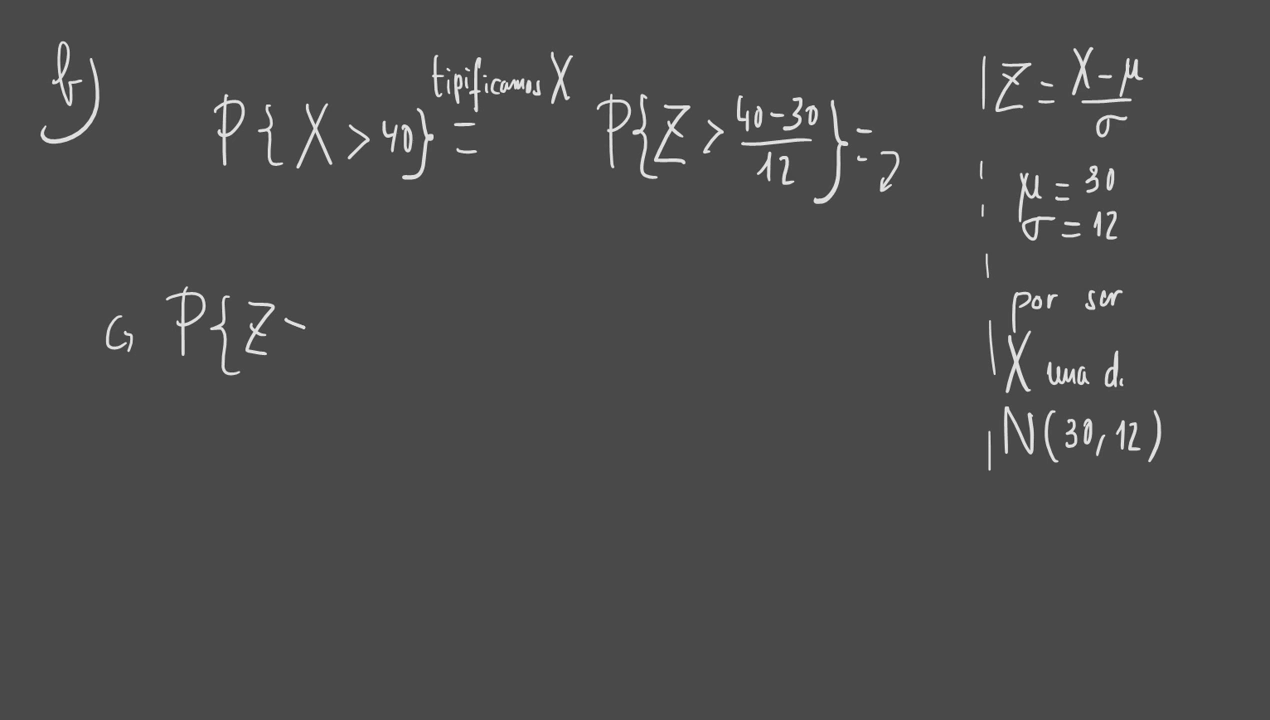 b) P{X > 40} = tipificamos X P{Z > (40-30)/12} =
P{Z
Z = (X-μ)/σ
μ = 30
σ = 12
por ser
X una d.
N(30,12)